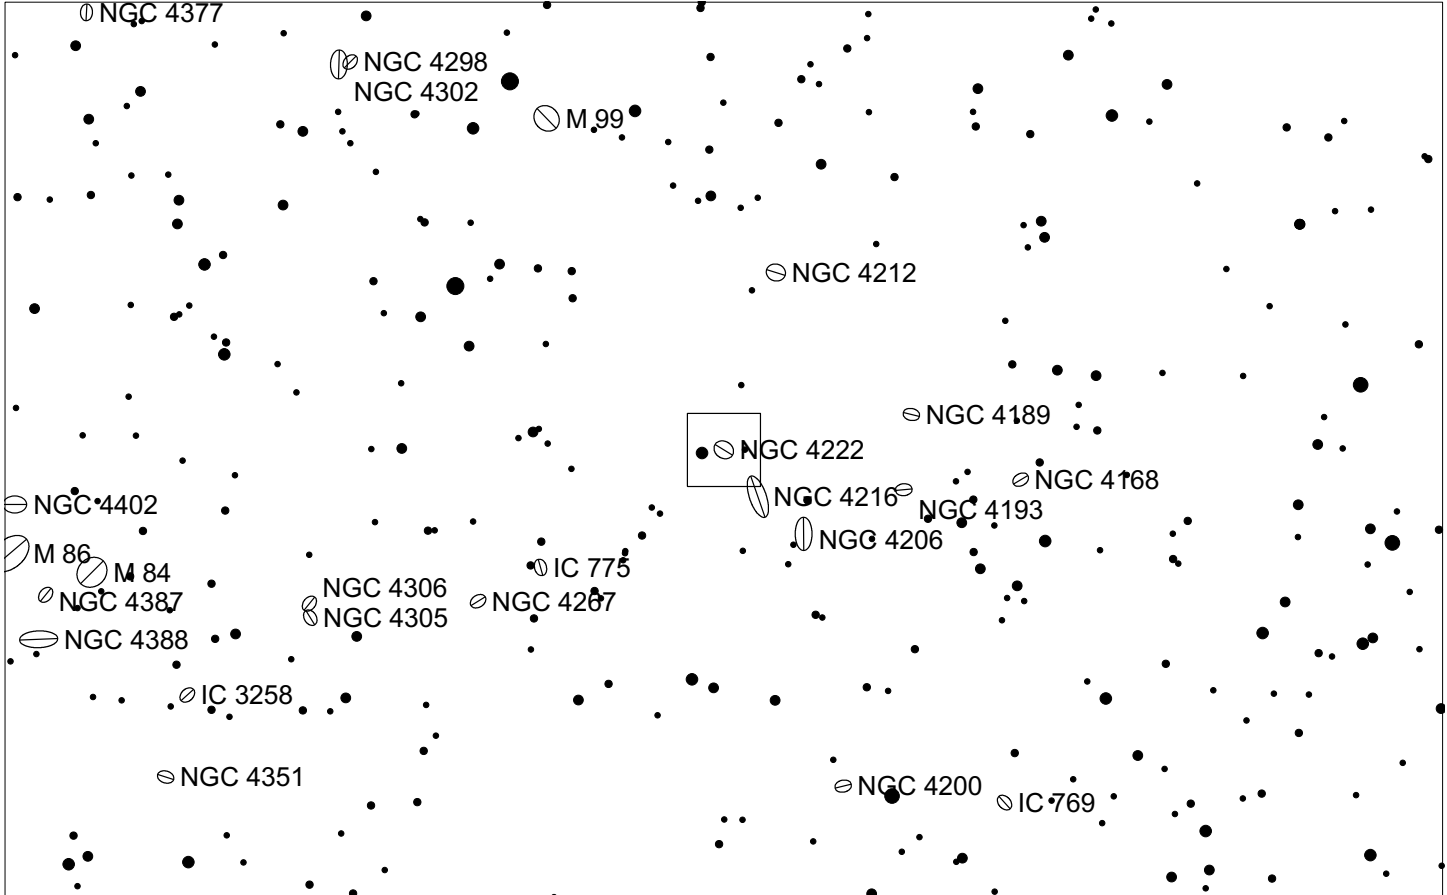 NGC 4377
NGC 4298
NGC 4302
M 99
NGC 4212
NGC 4189
NGC 4222
NGC 4168
NGC 4216
NGC 4402
NGC 4193
NGC 4206
M 86
M 84
IC 775
NGC 4306
NGC 4387
NGC 4267
NGC 4305
NGC 4388
IC 3258
NGC 4351
NGC 4200
IC 769